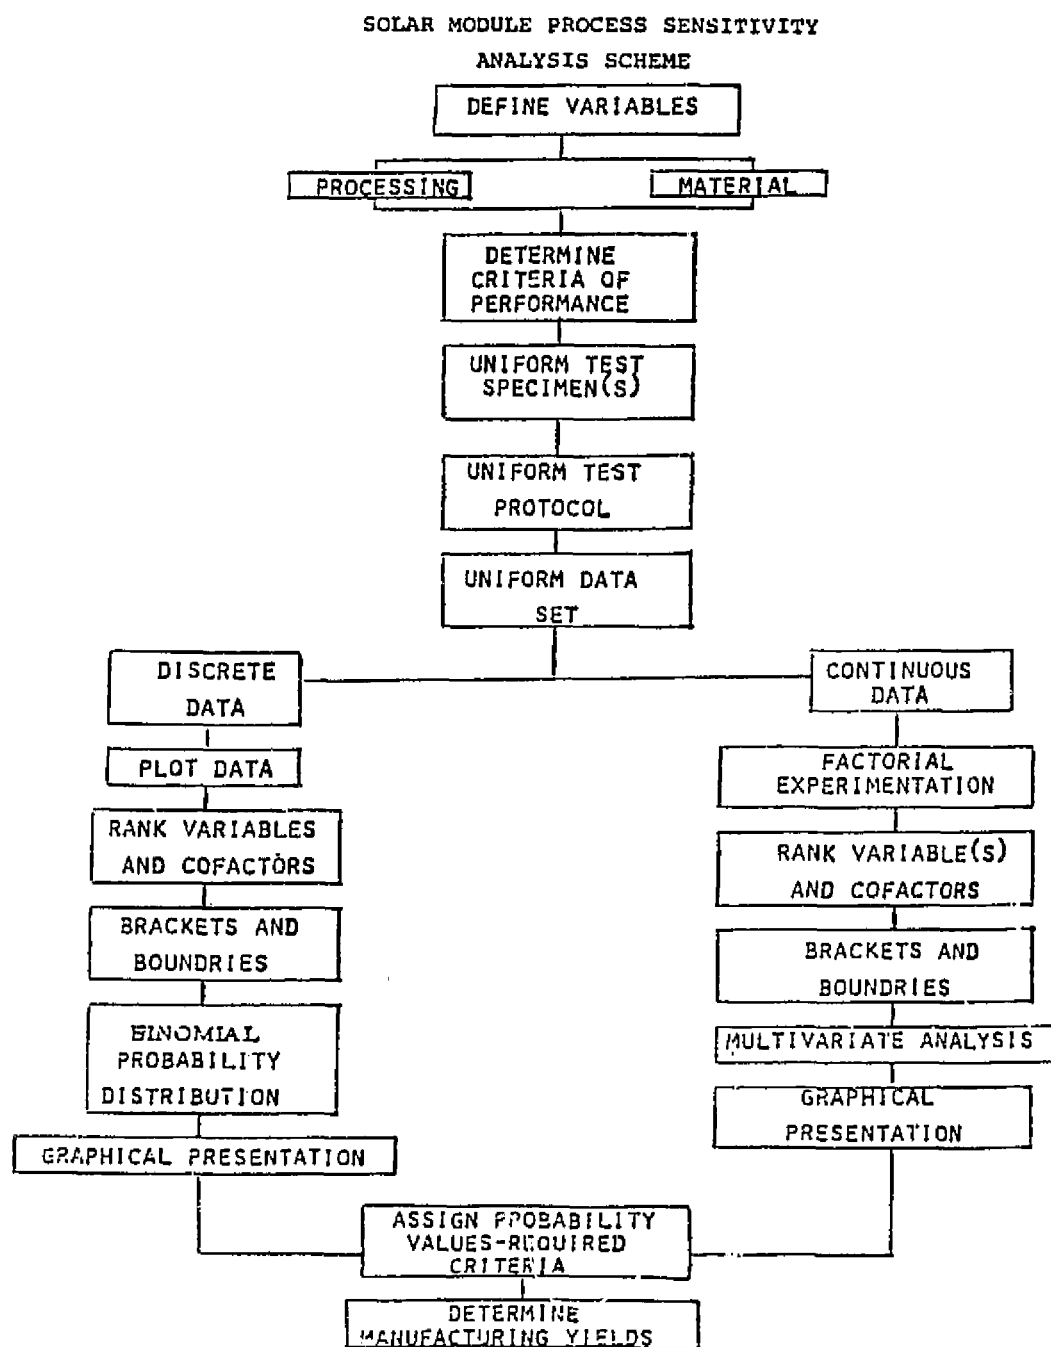 SOLAR MODULE PROCESS SENSITIVITY
ANALYSIS SCHEME
DEFINE VARIABLES
PROCESSING
MATERIAL
DETERMINE
CRITERIA OF
PERFORMANCE
UNIFORM TEST
SPECIMEN(S)
UNIFORM TEST
PROTOCOL
UNIFORM DATA
SET
DISCRETE
DATA
PLOT DATA
RANK VARIABLES
AND COFACTORS
BRACKETS AND
BOUNDRIES
BINOMIAL
PROBABILITY
DISTRIBUTION
GRAPHICAL PRESENTATION
CONTINUOUS
DATA
FACTORIAL
EXPERIMENTATION
RANK VARIABLE(S)
AND COFACTORS
BRACKETS AND
BOUNDRIES
MULTIVARIATE ANALYSIS
GRAPHICAL
PRESENTATION
ASSIGN PROBABILITY
VALUES-REQUIRED
CRITERIA
DETERMINE
MANUFACTURING YIELDS